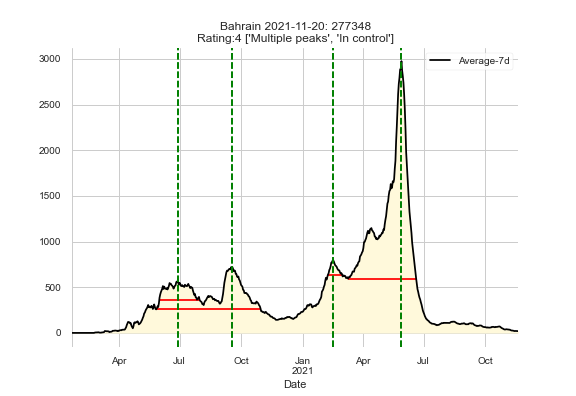 Bahrain 2021-11-20: 277348
Rating:4 ['Multiple peaks', 'In control']
Average-7d
3000
2500
2000
1500
1000
500
0
Apr Jul Oct Jan Apr Jul Oct
2021
Date